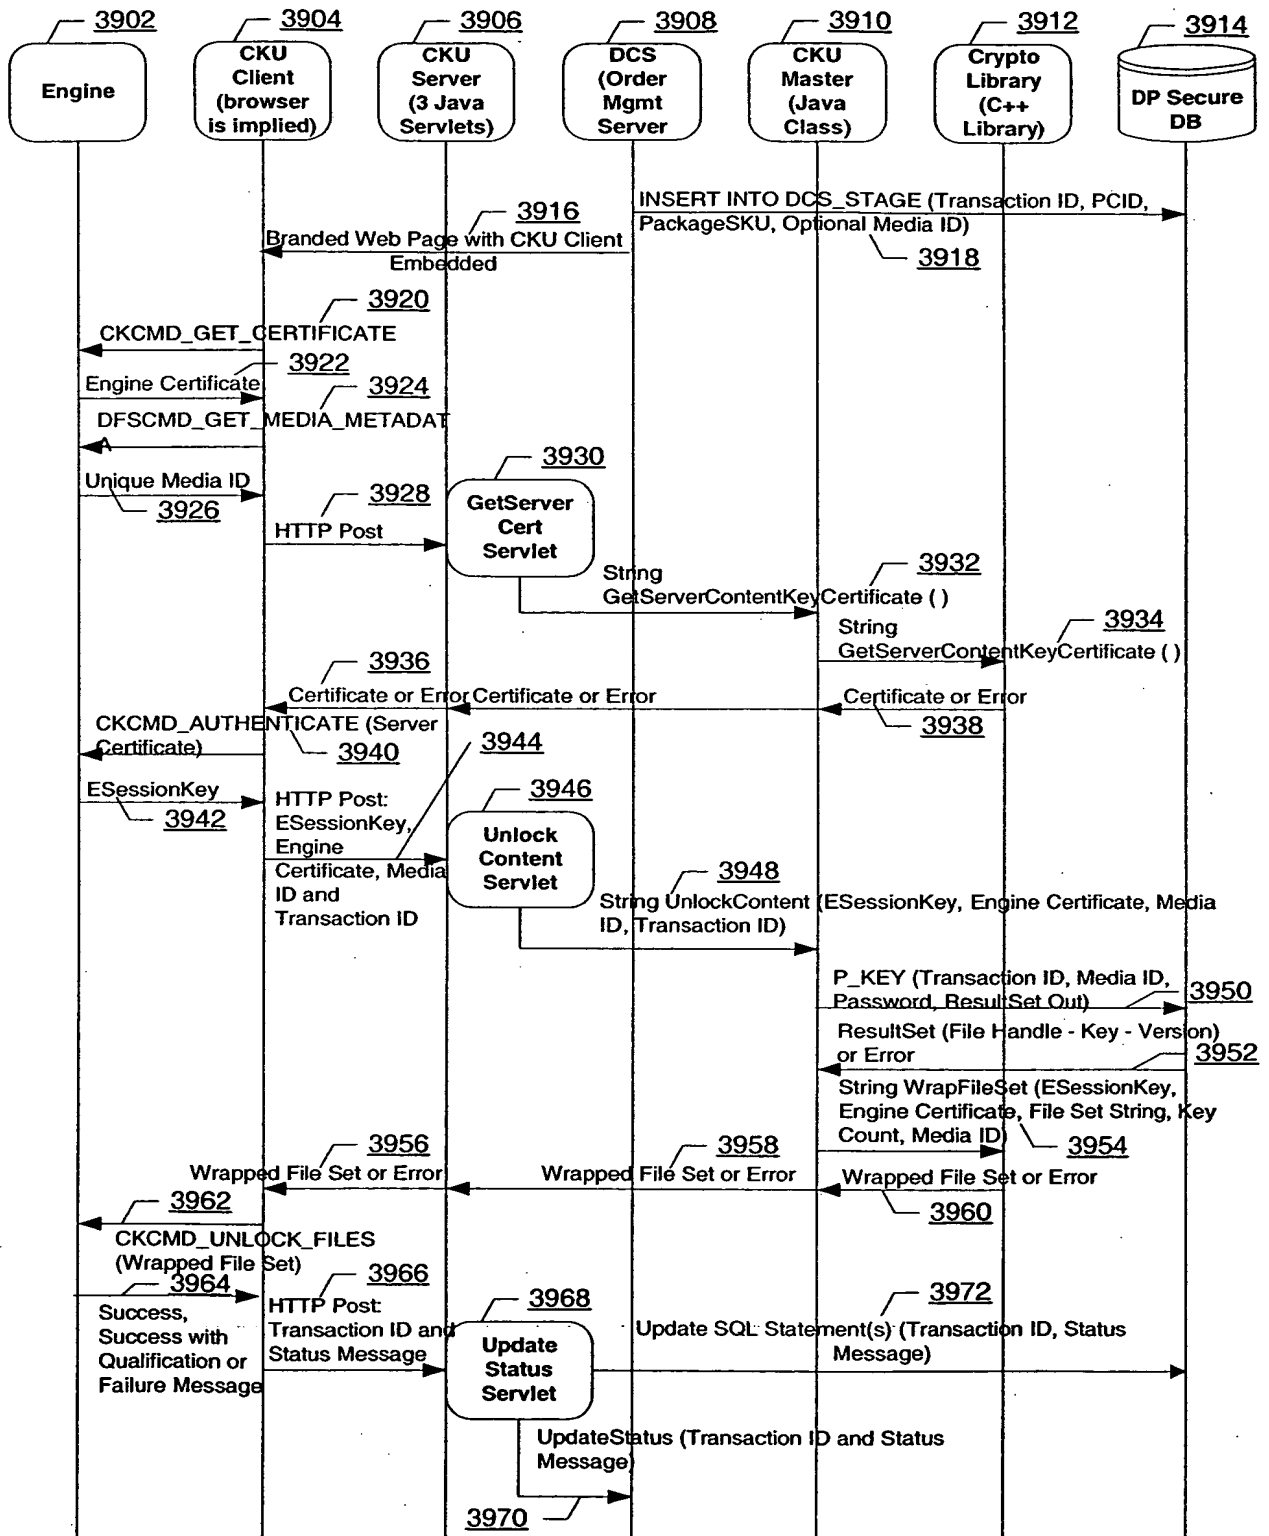 3902
3904
3906
3908
3910
3912
3914
Engine
CKU
Client
(browser
is implied)
CKU
Server
(3 Java
Servlets)
DCS
(Order
Mgmt
Server
CKU
Master
(Java
Class)
Crypto
Library
(C++
Library)
DP Secure
DB
INSERT INTO DCS_STAGE (Transaction ID, PCID,
PackageSKU, Optional Media ID)
3918
3916
Branded Web Page with CKU Client
Embedded
3920
CKCMD_GET_CERTIFICATE
3922
Engine Certificate
3924
DFSCMD_GET_MEDIA_METADAT
A
Unique Media ID
3926
3928
HTTP Post
3930
GetServer
Cert
Servlet
3932
String
GetServerContentKeyCertificate ( )
3934
String
GetServerContentKeyCertificate ( )
3936
Certificate or Error Certificate or Error
Certificate or Error
3938
CKCMD_AUTHENTICATE (Server
Certificate)
3940
3944
ESessionKey
3942
HTTP Post:
ESessionKey,
Engine
Certificate, Media
ID and
Transaction ID
3946
Unlock
Content
Servlet
3948
String UnlockContent (ESessionKey, Engine Certificate, Media
ID, Transaction ID)
P_KEY (Transaction ID, Media ID,
Password, ResultSet Out)
3950
ResultSet (File Handle - Key - Version)
or Error
3952
String WrapFileSet (ESessionKey,
Engine Certificate, File Set String, Key
Count, Media ID)
3954
3956
Wrapped File Set or Error
3958
Wrapped File Set or Error
Wrapped File Set or Error
3960
3962
CKCMD_UNLOCK_FILES
(Wrapped File Set)
3964
Success,
Success with
Qualification or
Failure Message
3966
HTTP Post:
Transaction ID and
Status Message
3968
Update
Status
Servlet
3972
Update SQL Statement(s) (Transaction ID, Status
Message)
UpdateStatus (Transaction ID and Status
Message)
3970